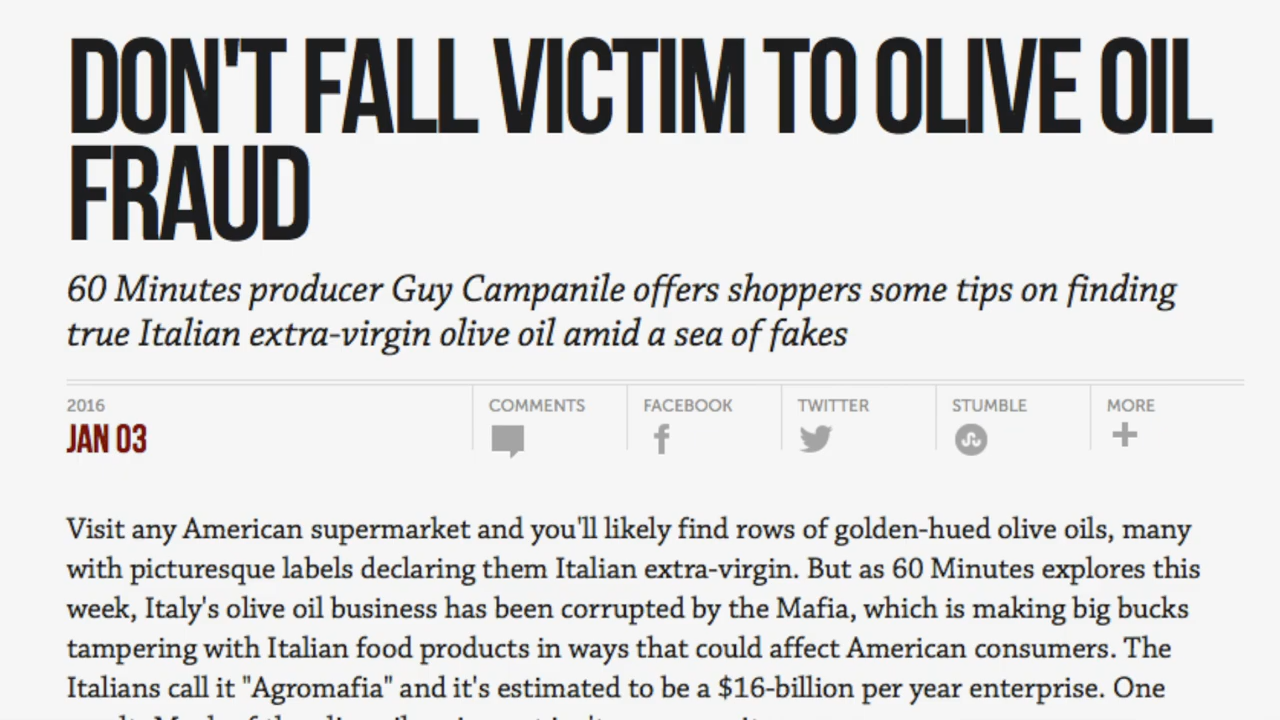 DON'T FALL VICTIM TO OLIVE OIL
FRAUD
60 Minutes producer Guy Campanile offers shoppers some tips on finding
true Italian extra-virgin olive oil amid a sea of fakes
2016
JAN 03
COMMENTS
FACEBOOK
TWITTER
STUMBLE
MORE
Visit any American supermarket and you'll likely find rows of golden-hued olive oils, many
with picturesque labels declaring them Italian extra-virgin. But as 60 Minutes explores this
week, Italy's olive oil business has been corrupted by the Mafia, which is making big bucks
tampering with Italian food products in ways that could affect American consumers. The
Italians call it "Agromafia" and it's estimated to be a $16-billion per year enterprise. One